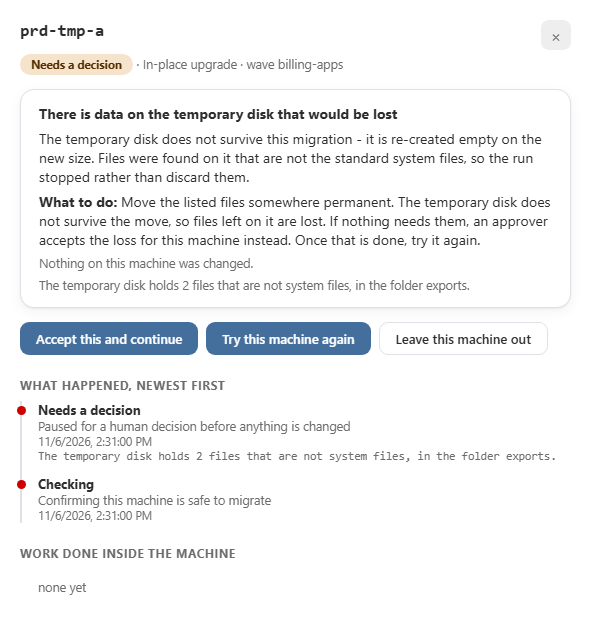 prd-tmp-a
×
Needs a decision · In-place upgrade · wave billing-apps
There is data on the temporary disk that would be lost
The temporary disk does not survive this migration - it is re-created empty on the
new size. Files were found on it that are not the standard system files, so the run
stopped rather than discard them.
What to do: Move the listed files somewhere permanent. The temporary disk does
not survive the move, so files left on it are lost. If nothing needs them, an approver
accepts the loss for this machine instead. Once that is done, try it again.
Nothing on this machine was changed.
The temporary disk holds 2 files that are not system files, in the folder exports.
Accept this and continue
Try this machine again
Leave this machine out
WHAT HAPPENED, NEWEST FIRST
Needs a decision
Paused for a human decision before anything is changed
11/6/2026, 2:31:00 PM
The temporary disk holds 2 files that are not system files, in the folder exports.
Checking
Confirming this machine is safe to migrate
11/6/2026, 2:31:00 PM
WORK DONE INSIDE THE MACHINE
none yet